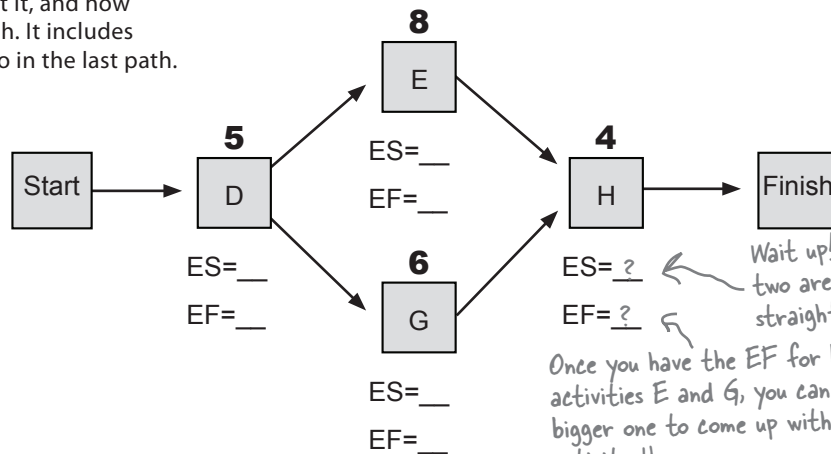 it, and now
It includes
in the last path.
8
E
ES=__
EF=__
5
4
Start
D
H
Finish
ES=__
EF=__
6
G
ES=__
EF=__
ES=_?_
EF=_?_
Wait up!
two are
Once you have the EF for
activities E and G, you can
bigger one to come up with